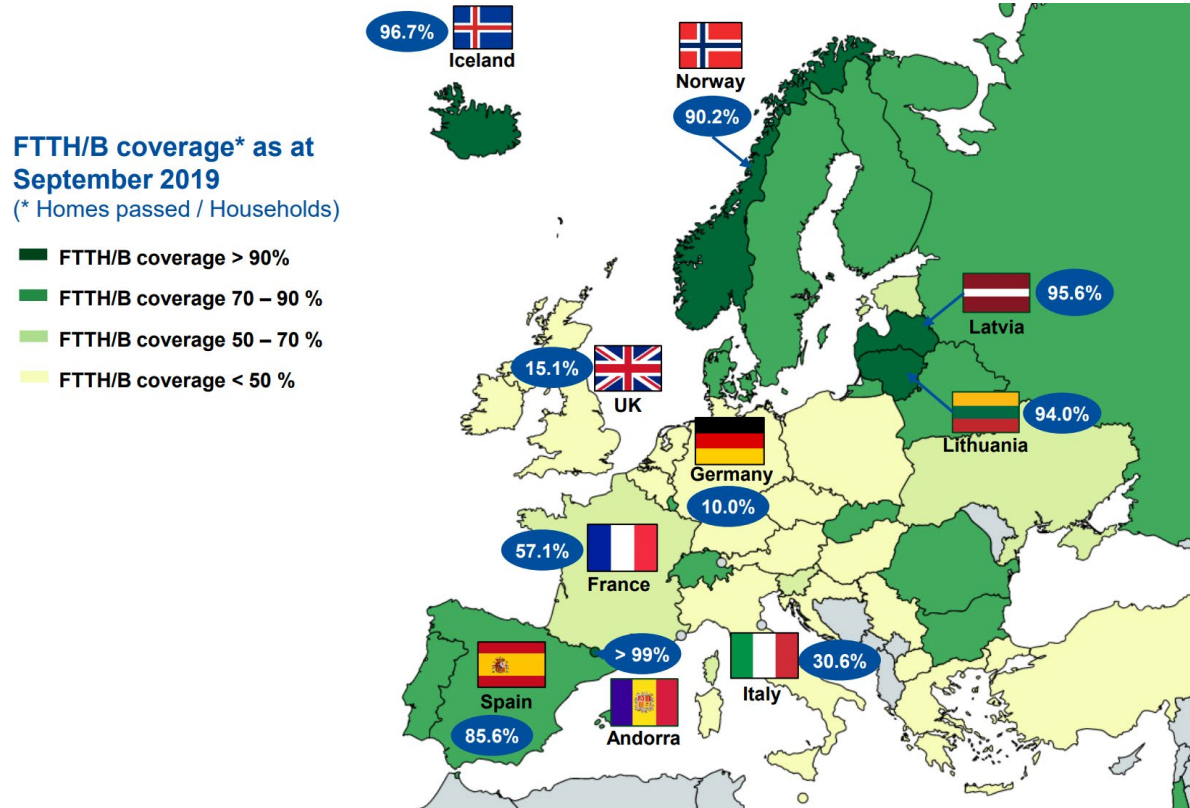 96.7%
Iceland
Norway
90.2%
FTTH/B coverage* as at
September 2019
(* Homes passed / Households)
FTTH/B coverage > 90%
FTTH/B coverage 70 – 90 %
FTTH/B coverage 50 – 70 %
FTTH/B coverage < 50 %
95.6%
Latvia
15.1%
UK
94.0%
Lithuania
Germany
10.0%
57.1%
France
> 99%
Andorra
30.6%
Italy
Spain
85.6%